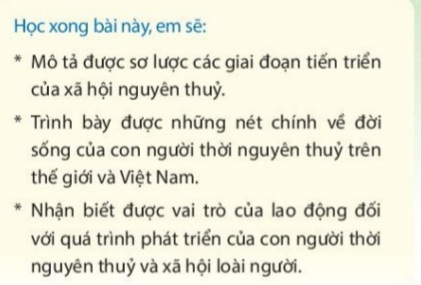 Học xong bài này, em sẽ:
* Mô tả được sơ lược các giai đoạn tiến triển
của xã hội nguyên thuỷ.
* Trình bày được những nét chính về đời
sống của con người thời nguyên thuỷ trên
thế giới và Việt Nam.
* Nhận biết được vai trò của lao động đối
với quá trình phát triển của con người thời
nguyên thuỷ và xã hội loài người.